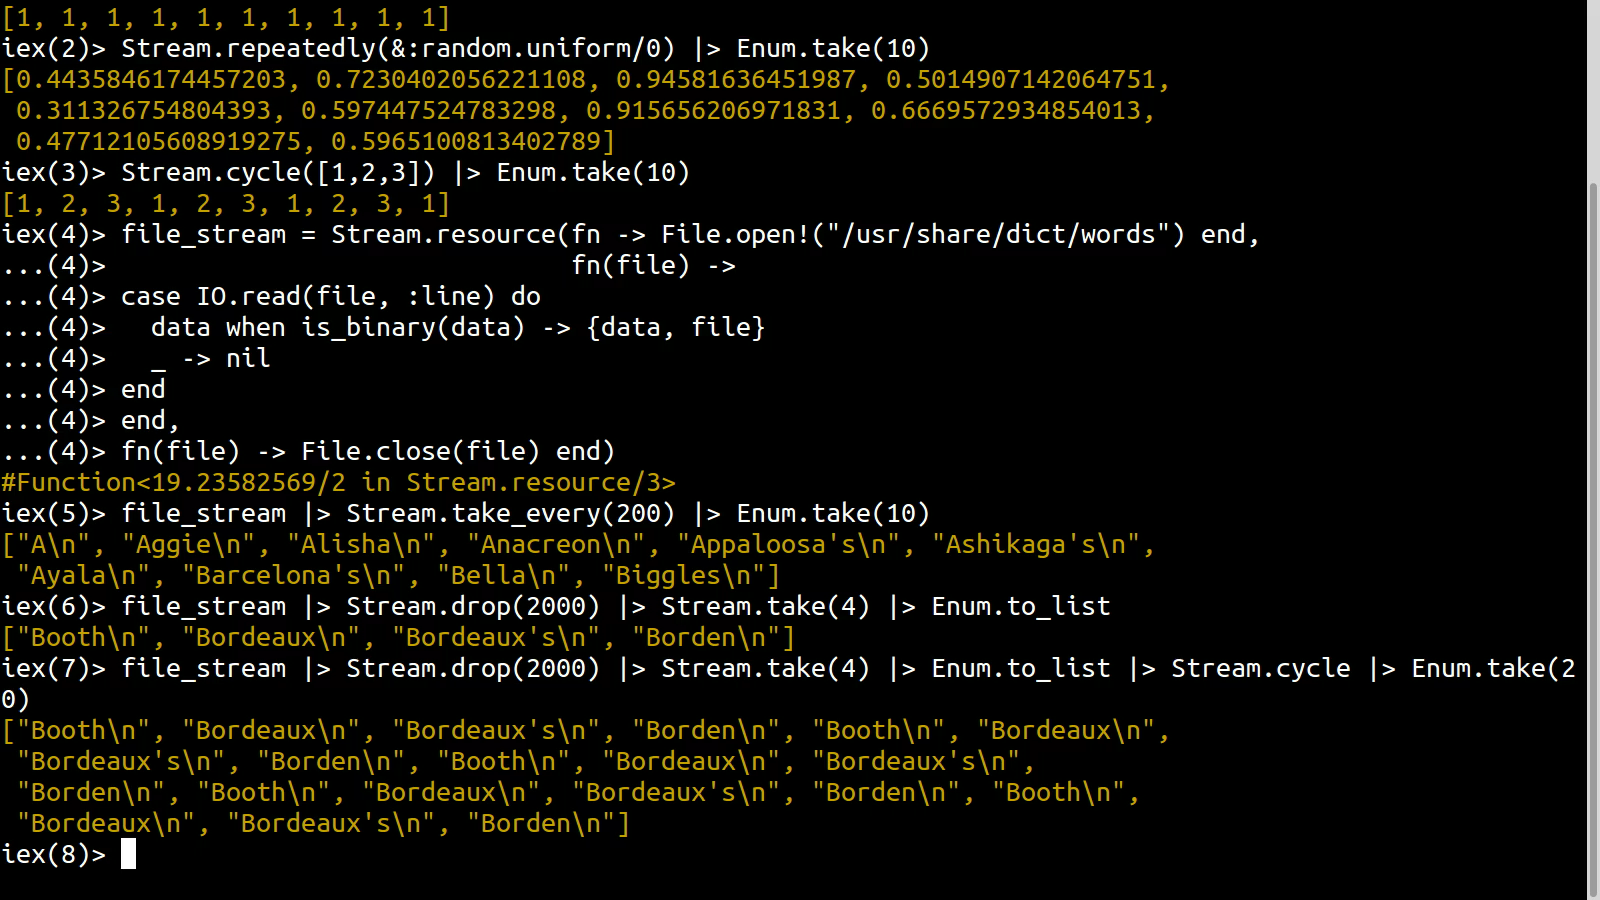 [1, 1, 1, 1, 1, 1, 1, 1, 1, 1]
iex(2)> Stream.repeatedly(&:random.uniform/0) |> Enum.take(10)
[0.4435846174457203, 0.7230402056221108, 0.94581636451987, 0.5014907142064751,
 0.311326754804393, 0.597447524783298, 0.915656206971831, 0.6669572934854013,
 0.47712105608919275, 0.5965100813402789]
iex(3)> Stream.cycle([1,2,3]) |> Enum.take(10)
[1, 2, 3, 1, 2, 3, 1, 2, 3, 1]
iex(4)> file_stream = Stream.resource(fn -> File.open!("/usr/share/dict/words") end,
...(4)>                               fn(file) ->
...(4)> case IO.read(file, :line) do
...(4)>   data when is_binary(data) -> {data, file}
...(4)>   _ -> nil
...(4)> end
...(4)> end,
...(4)> fn(file) -> File.close(file) end)
#Function<19.23582569/2 in Stream.resource/3>
iex(5)> file_stream |> Stream.take_every(200) |> Enum.take(10)
["A\n", "Aggie\n", "Alisha\n", "Anacreon\n", "Appaloosa's\n", "Ashikaga's\n",
 "Ayala\n", "Barcelona's\n", "Bella\n", "Biggles\n"]
iex(6)> file_stream |> Stream.drop(2000) |> Stream.take(4) |> Enum.to_list
["Booth\n", "Bordeaux\n", "Bordeaux's\n", "Borden\n"]
iex(7)> file_stream |> Stream.drop(2000) |> Stream.take(4) |> Enum.to_list |> Stream.cycle |> Enum.take(2
0)
["Booth\n", "Bordeaux\n", "Bordeaux's\n", "Borden\n", "Booth\n", "Bordeaux\n",
 "Bordeaux's\n", "Borden\n", "Booth\n", "Bordeaux\n", "Bordeaux's\n",
 "Borden\n", "Booth\n", "Bordeaux\n", "Bordeaux's\n", "Borden\n", "Booth\n",
 "Bordeaux\n", "Bordeaux's\n", "Borden\n"]
iex(8)>